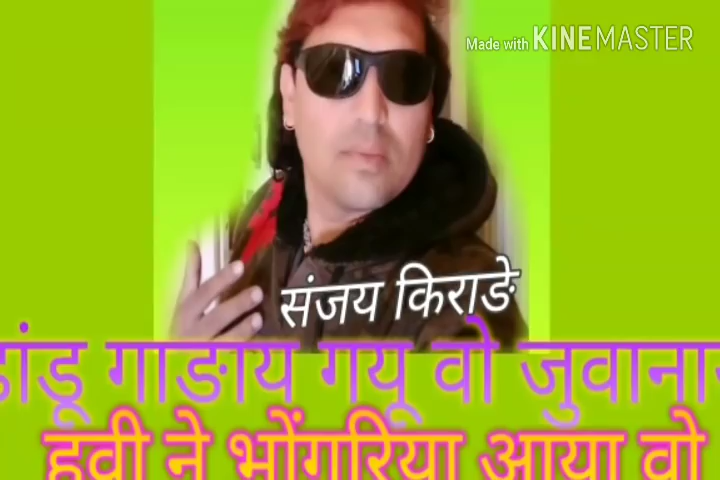 Made with KINEMASTER
संजय किराडे
डांडू गाडाय गयू वो जुवानाय
हवी ने भोंगरिया आया वो